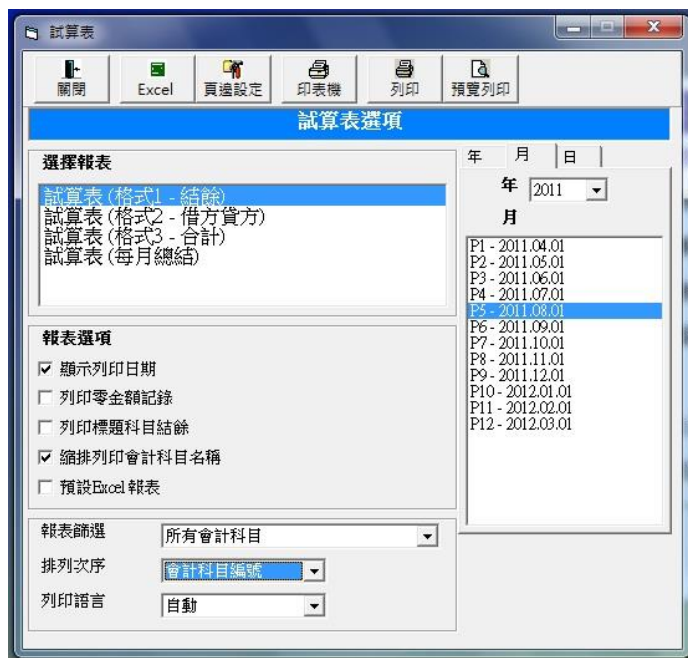 試算表
關閉
Excel
頁邊設定
印表機
列印
預覽列印
試算表選項
選擇報表
試算表 (格式1 - 結餘)
試算表 (格式2 - 借方貸方)
試算表 (格式3 - 合計)
試算表 (每月總結)
報表選項
顯示列印日期
列印零金額記錄
列印標題科目結餘
縮排列印會計科目名稱
預設Excel 報表
報表篩選 所有會計科目
排列次序 會計科目編號
列印語言 自動
年 月 日
年 2011
月
P1 - 2011.04.01
P2 - 2011.05.01
P3 - 2011.06.01
P4 - 2011.07.01
P5 - 2011.08.01
P6 - 2011.09.01
P7 - 2011.10.01
P8 - 2011.11.01
P9 - 2011.12.01
P10 - 2012.01.01
P11 - 2012.02.01
P12 - 2012.03.01